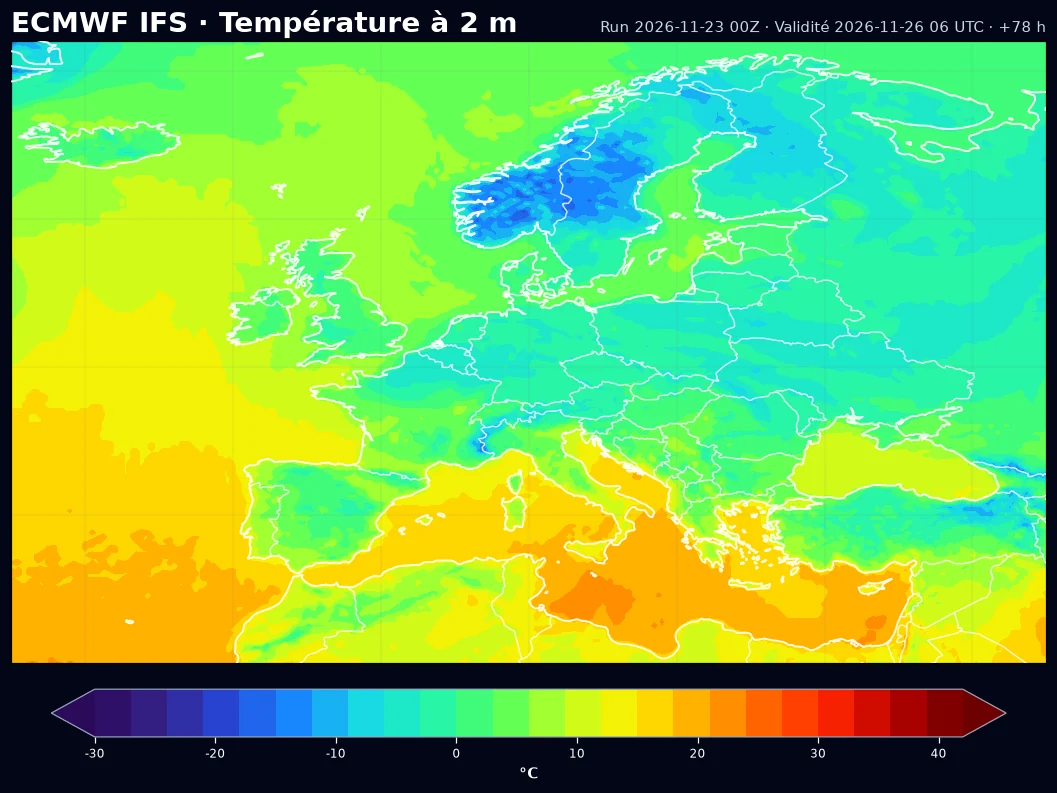 ECMWF IFS · Température à 2 m
Run 2026-11-23 00Z · Validité 2026-11-26 06 UTC · +78 h
-30 -20 -10 0 10 20 30 40
°C